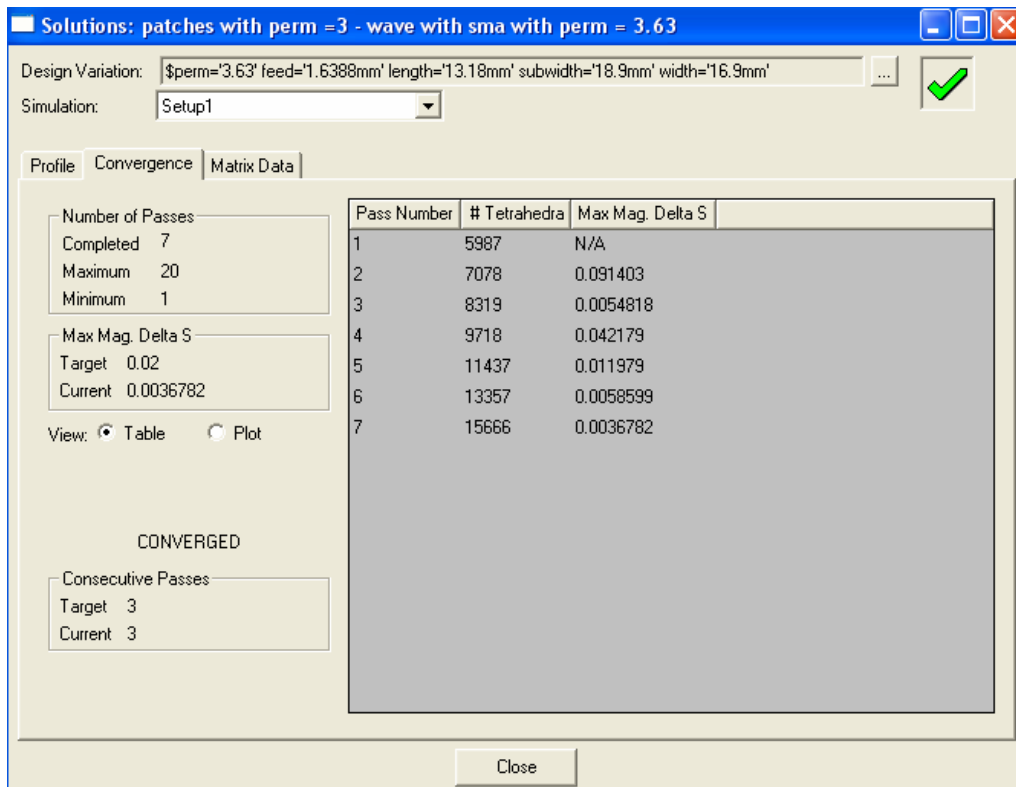 Solutions: patches with perm =3 - wave with sma with perm = 3.63
Design Variation: $perm='3.63' feed='1.6388mm' length='13.18mm' subwidth='18.9mm' width='16.9mm' ...
Simulation: Setup1
Profile Convergence Matrix Data
Number of Passes
Completed 7
Maximum 20
Minimum 1
Max Mag. Delta S
Target 0.02
Current 0.0036782
View: Table Plot
CONVERGED
Consecutive Passes
Target 3
Current 3
Pass Number # Tetrahedra Max Mag. Delta S
1 5987 N/A
2 7078 0.091403
3 8319 0.0054818
4 9718 0.042179
5 11437 0.011979
6 13357 0.0058599
7 15666 0.0036782
Close